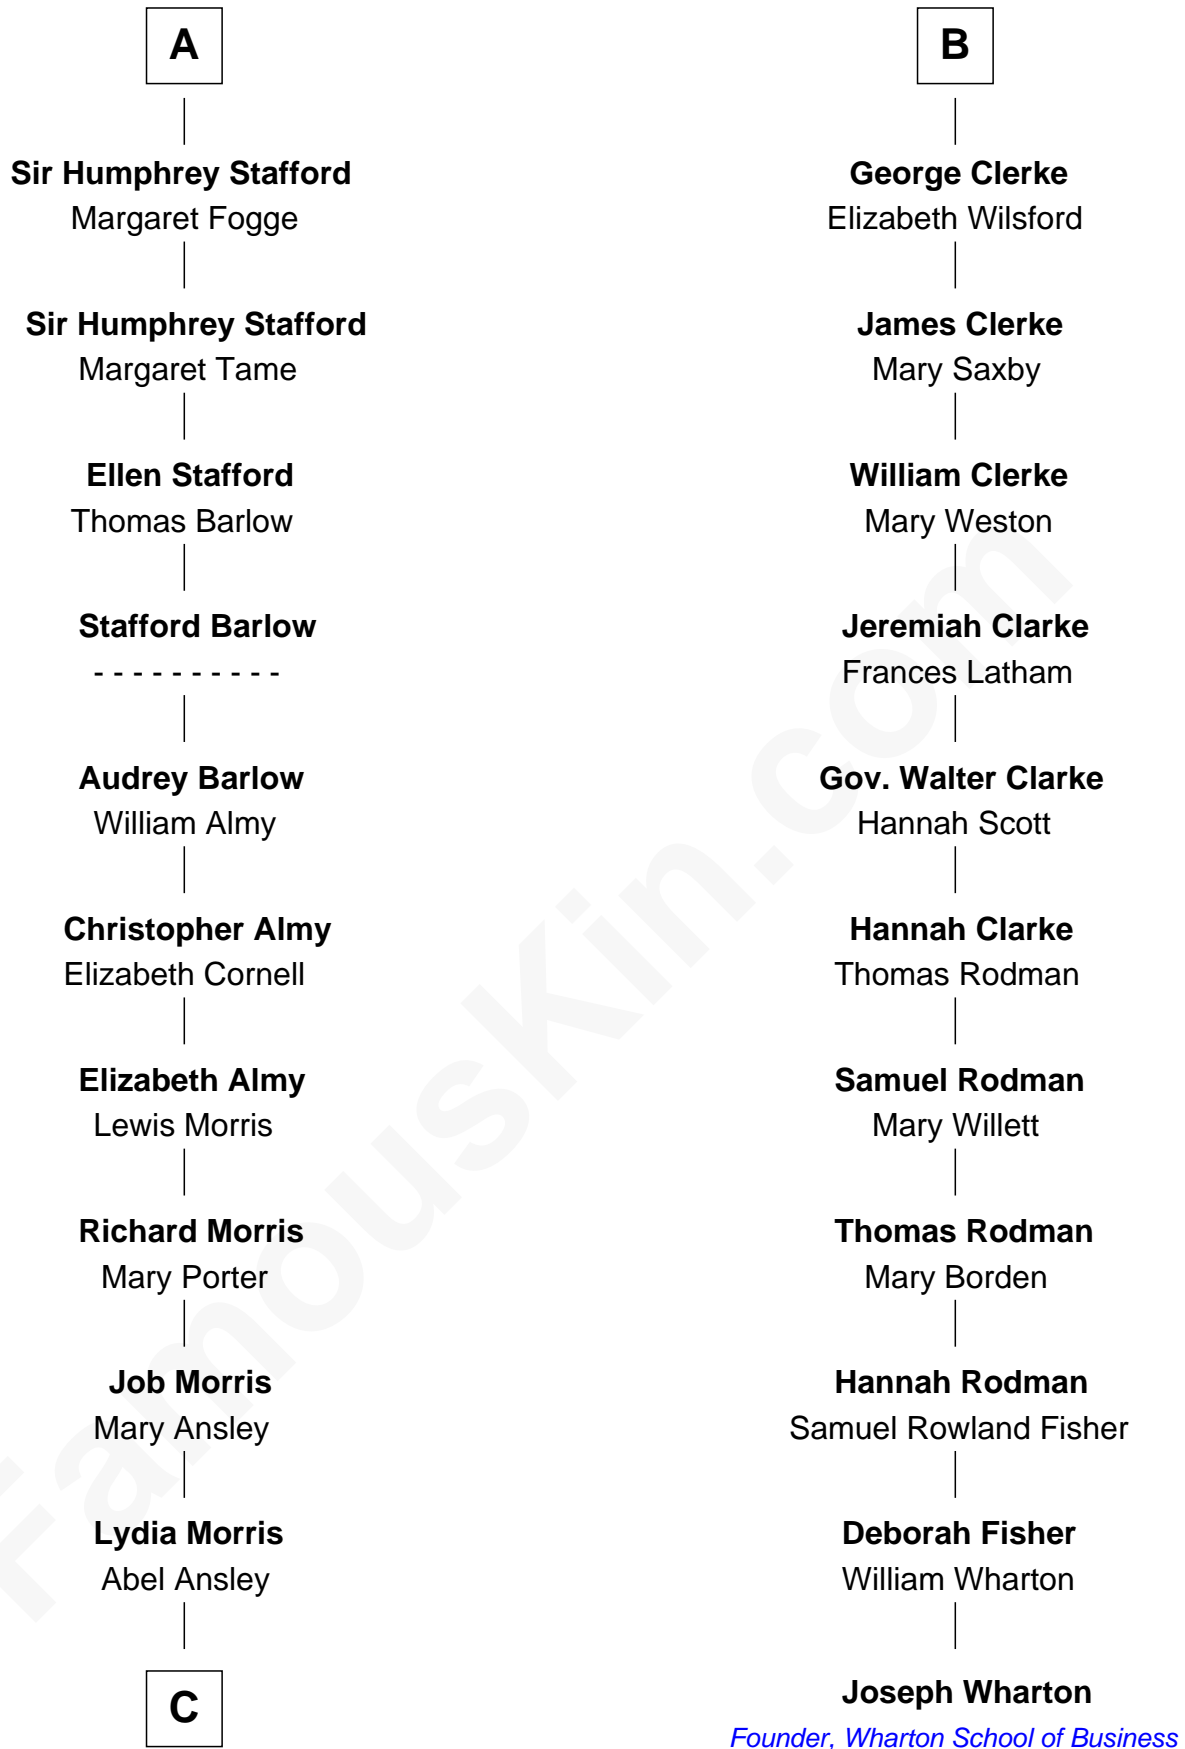 A
Sir Humphrey Stafford
Margaret Fogge
Sir Humphrey Stafford
Margaret Tame
Ellen Stafford
Thomas Barlow
Stafford Barlow
- - - - - - - - - -
Audrey Barlow
William Almy
Christopher Almy
Elizabeth Cornell
Elizabeth Almy
Lewis Morris
Richard Morris
Mary Porter
Job Morris
Mary Ansley
Lydia Morris
Abel Ansley
C
B
George Clerke
Elizabeth Wilsford
James Clerke
Mary Saxby
William Clerke
Mary Weston
Jeremiah Clarke
Frances Latham
Gov. Walter Clarke
Hannah Scott
Hannah Clarke
Thomas Rodman
Samuel Rodman
Mary Willett
Thomas Rodman
Mary Borden
Hannah Rodman
Samuel Rowland Fisher
Deborah Fisher
William Wharton
Joseph Wharton
Founder, Wharton School of Business
FamousKin.com